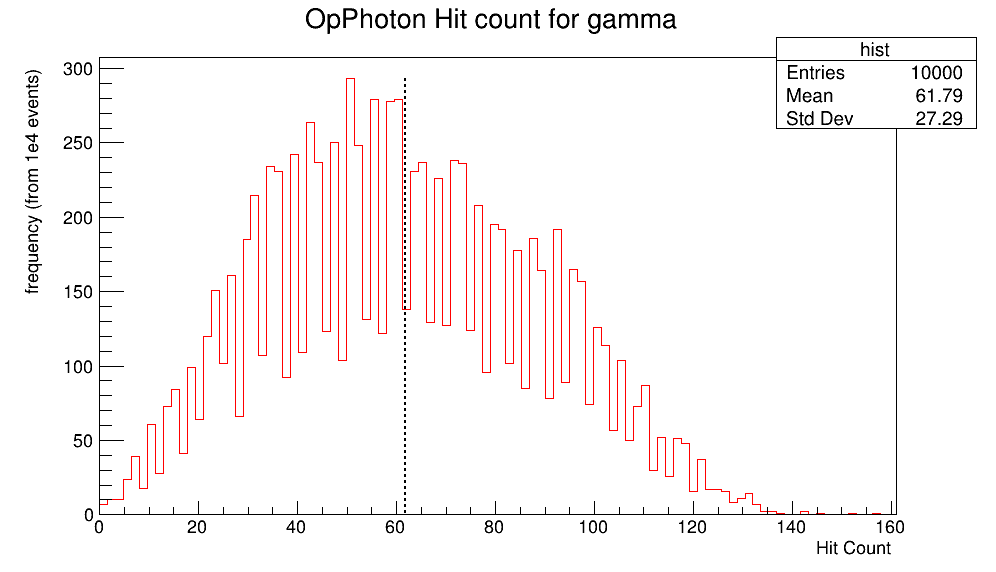 OpPhoton Hit count for gamma
hist
Entries 10000
Mean 61.79
Std Dev 27.29
frequency (from 1e4 events)
300
250
200
150
100
50
0
0 20 40 60 80 100 120 140 160
Hit Count